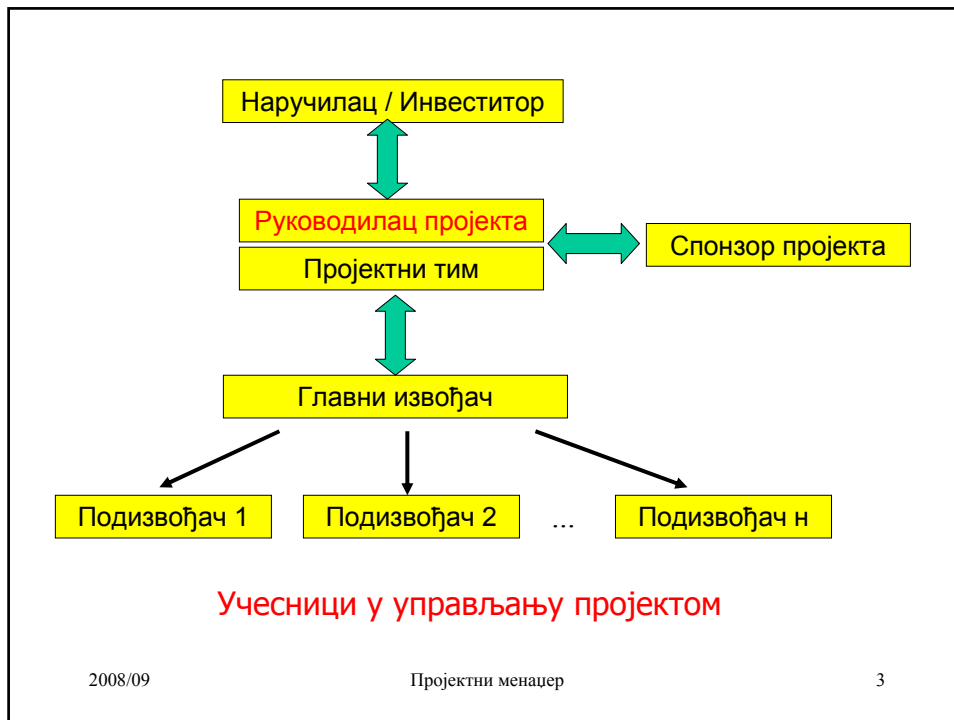 Наручилац / Инвеститор
Руководилац пројекта
Спонзор пројекта
Пројектни тим
Главни извођач
Подизвођач 1
Подизвођач 2
...
Подизвођач н
Учесници у управљању пројектом
2008/09
Пројектни менаџер
3